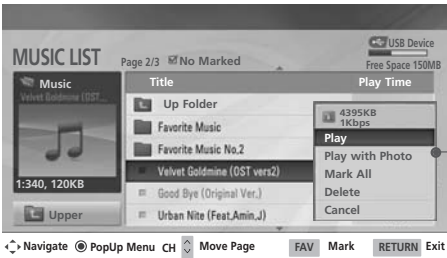 USB Device
MUSIC LIST
Page 2/3 No Marked
Free Space 150MB
Music
Title Play Time
Velvet Goldmine (OST...
Up Folder
4395KB
1Kbps
Favorite Music
Play
Favorite Music No,2
Play with Photo
Velvet Goldmine (OST vers2)
Mark All
1:340, 120KB
Good Bye (Original Ver,)
Delete
Upper
Urban Nite (Feat,Amin,J)
Cancel
Navigate PopUp Menu CH Move Page FAV Mark RETURN Exit